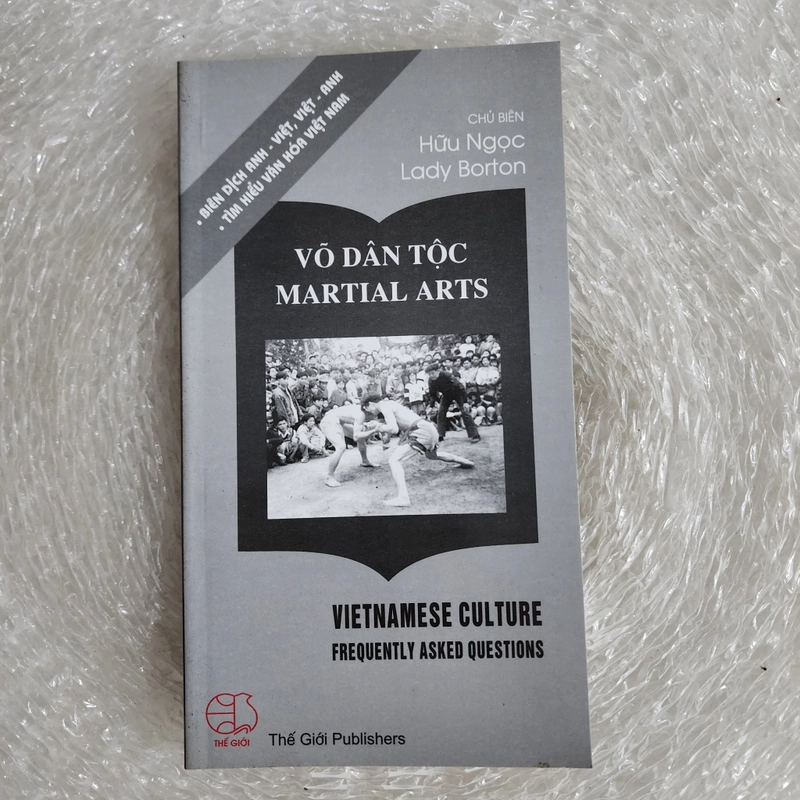 • BIÊN DỊCH ANH - VIỆT, VIỆT - ANH
• TÌM HIỂU VĂN HÓA VIỆT NAM
CHỦ BIÊN
Hữu Ngọc
Lady Borton
VÕ DÂN TỘC
MARTIAL ARTS
VIETNAMESE CULTURE
FREQUENTLY ASKED QUESTIONS
THẾ GIỚI
Thế Giới Publishers